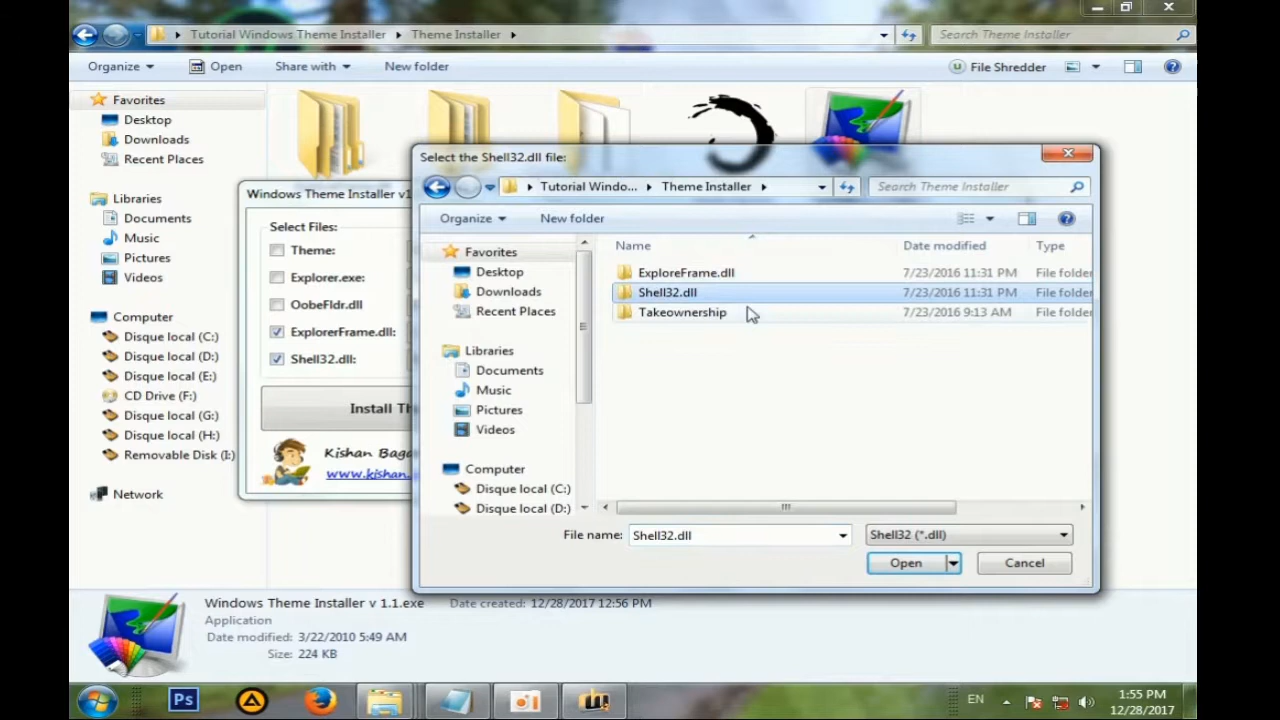 Tutorial Windows Theme Installer
Theme Installer
Search Theme Installer
Organize
Open
Share with
New folder
File Shredder
Favorites
Desktop
Downloads
Recent Places
Libraries
Documents
Music
Pictures
Videos
Computer
Disque local (C:)
Disque local (D:)
Disque local (E:)
CD Drive (F:)
Disque local (G:)
Disque local (H:)
Removable Disk (I:)
Network
Windows Theme Installer v1
Select Files:
Theme:
Explorer.exe:
OobeFldr.dll
ExplorerFrame.dll:
Shell32.dll:
Install Th
Kishan Baga
www.kishan.
Select the Shell32.dll file:
Tutorial Windo...
Theme Installer
Search Theme Installer
Organize
New folder
Favorites
Desktop
Downloads
Recent Places
Libraries
Documents
Music
Pictures
Videos
Computer
Disque local (C:)
Disque local (D:)
Name Date modified Type
ExploreFrame.dll 7/23/2016 11:31 PM File folder
Shell32.dll 7/23/2016 11:31 PM File folder
Takeownership 7/23/2016 9:13 AM File folder
File name: Shell32.dll Shell32 (*.dll)
Open Cancel
Windows Theme Installer v 1.1.exe Date created: 12/28/2017 12:56 PM
Application
Date modified: 3/22/2010 5:49 AM
Size: 224 KB
Ps
EN
1:55 PM
12/28/2017